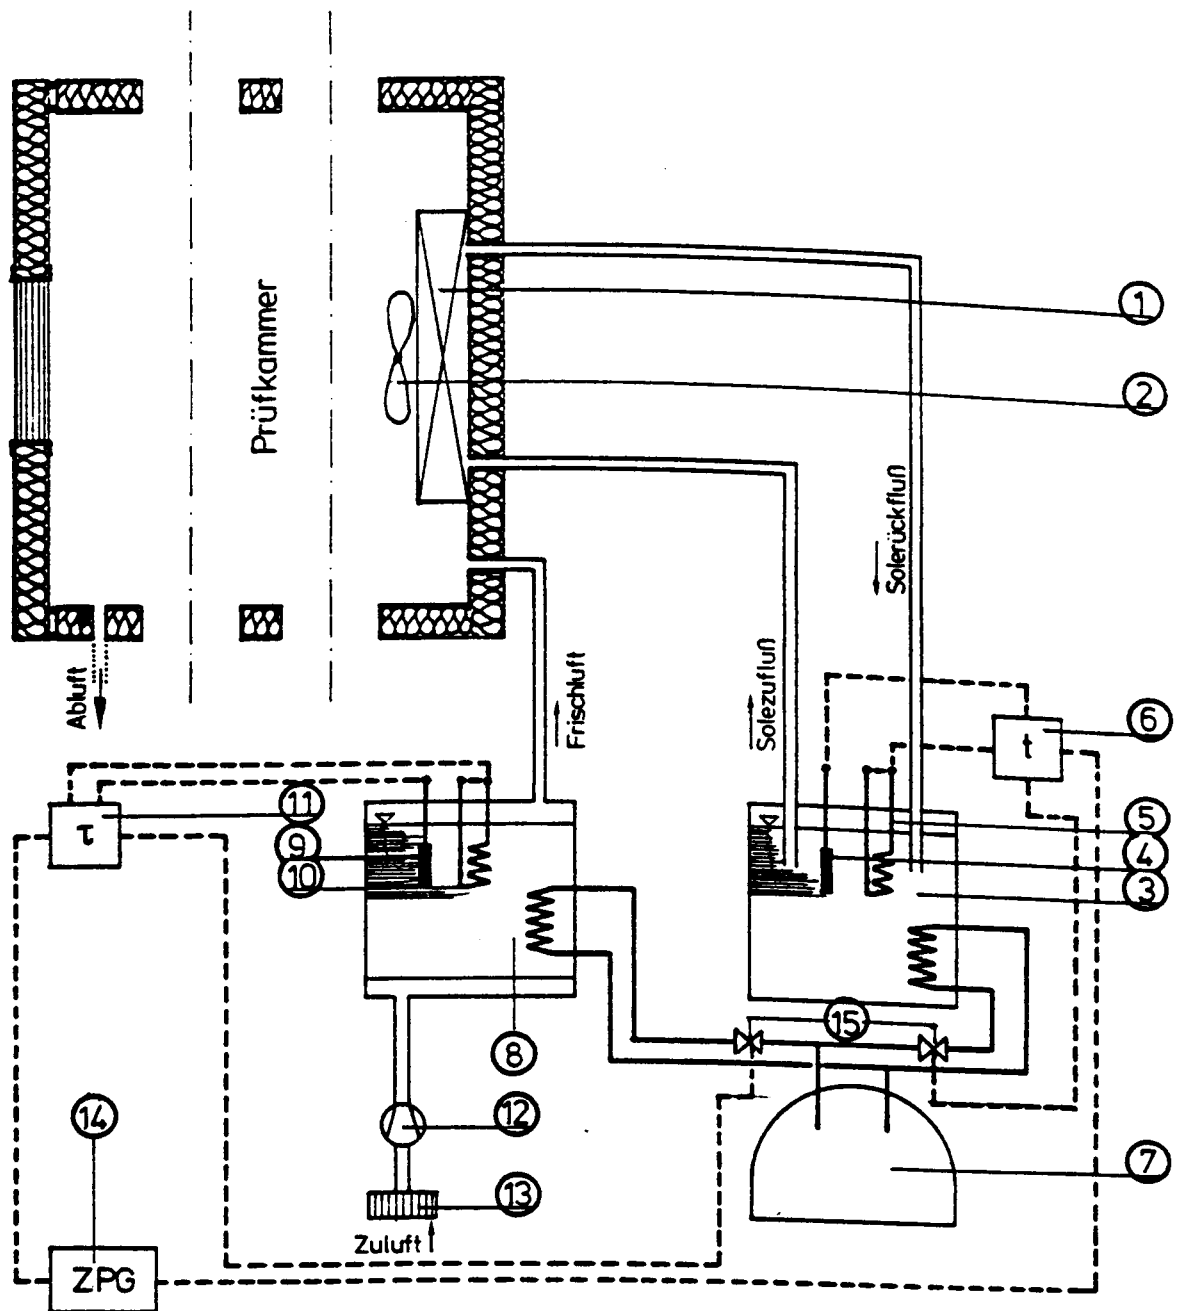 Prüfkammer
1
2
Solerückfluß
Solezufluß
Frischluft
Abluft
6
t
11
τ
5
9
4
10
3
15
8
12
14
7
13
Zuluft
ZPG